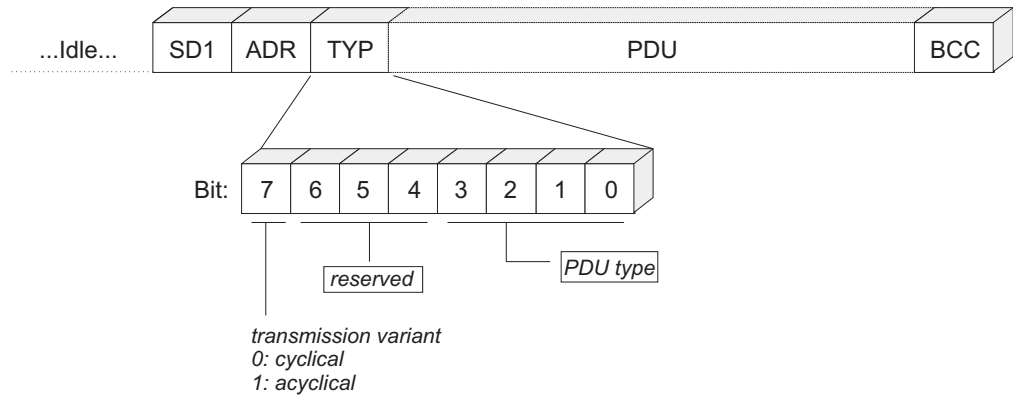 ...Idle... SD1 ADR TYP PDU BCC
Bit: 7 6 5 4 3 2 1 0
PDU type
reserved
transmission variant
0: cyclical
1: acyclical